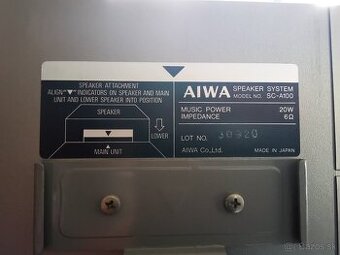 SPEAKER ATTACHMENT
ALIGN "▼" INDICATORS ON SPEAKER AND MAIN
UNIT AND LOWER SPEAKER INTO POSITION
SPEAKER
LOWER
MAIN UNIT
AIWA SPEAKER SYSTEM
MODEL NO. SC-A100
MUSIC POWER 20W
IMPEDANCE 6Ω
LOT NO. 30920
AIWA Co.,Ltd. MADE IN JAPAN